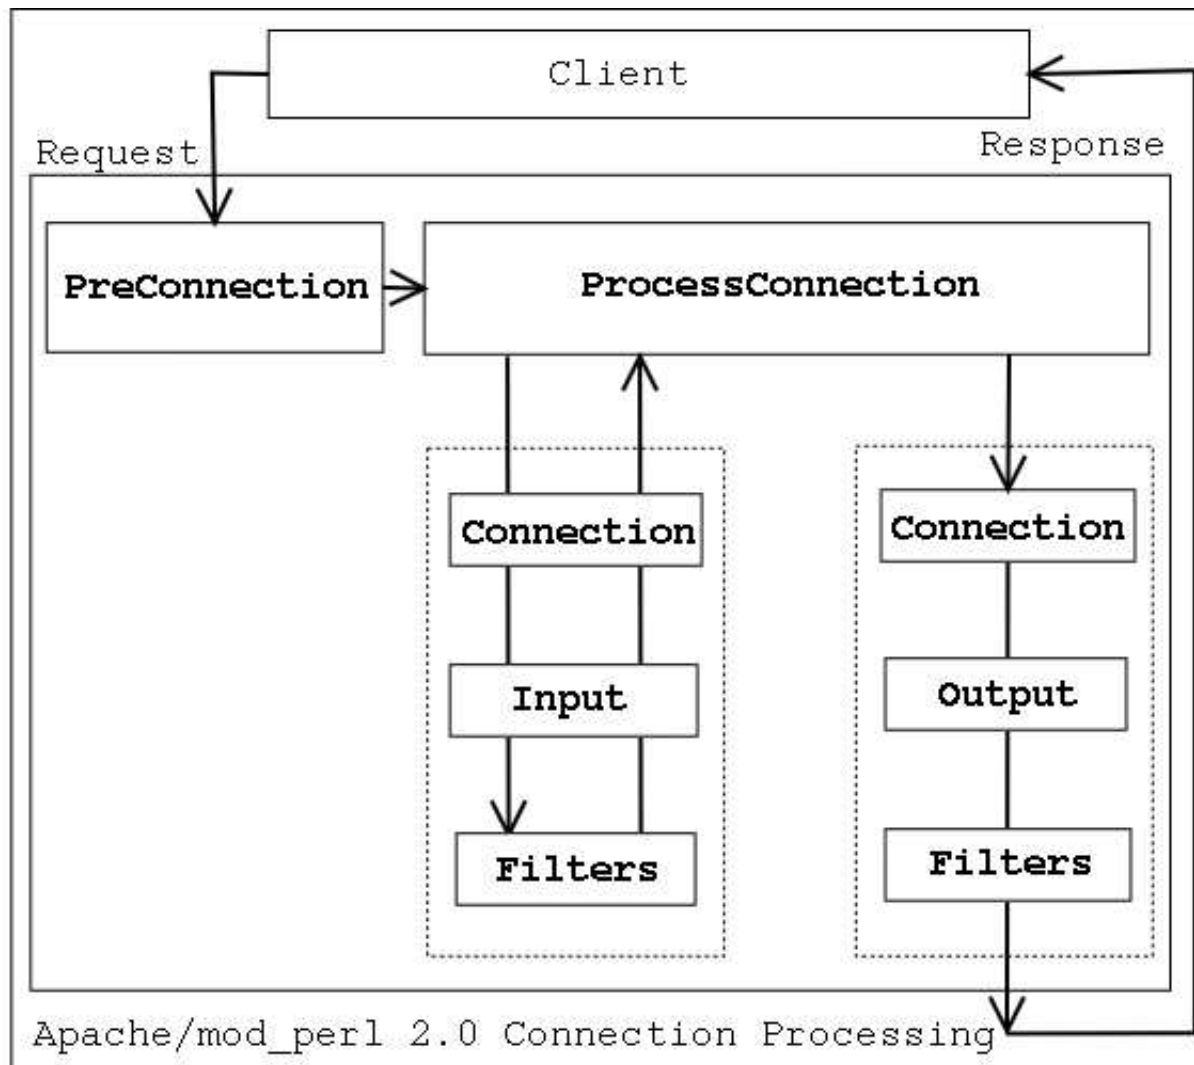 Client
Request
Response
PreConnection
ProcessConnection
Connection
Input
Filters
Connection
Output
Filters
Apache/mod_perl 2.0 Connection Processing